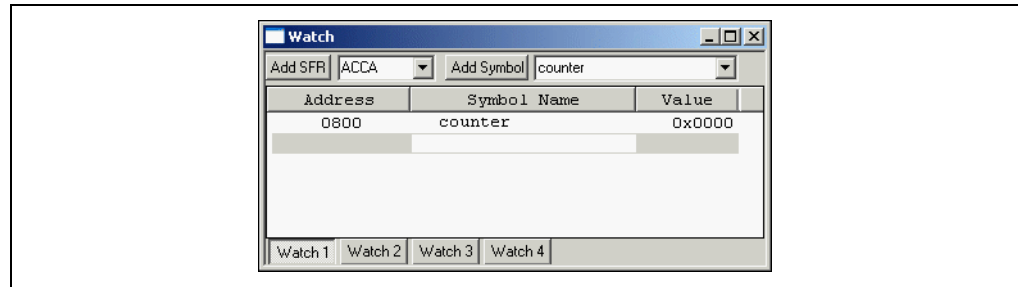 Watch
Add SFR ACCA Add Symbol counter
Address Symbol Name Value
0800 counter 0x0000
Watch 1 Watch 2 Watch 3 Watch 4